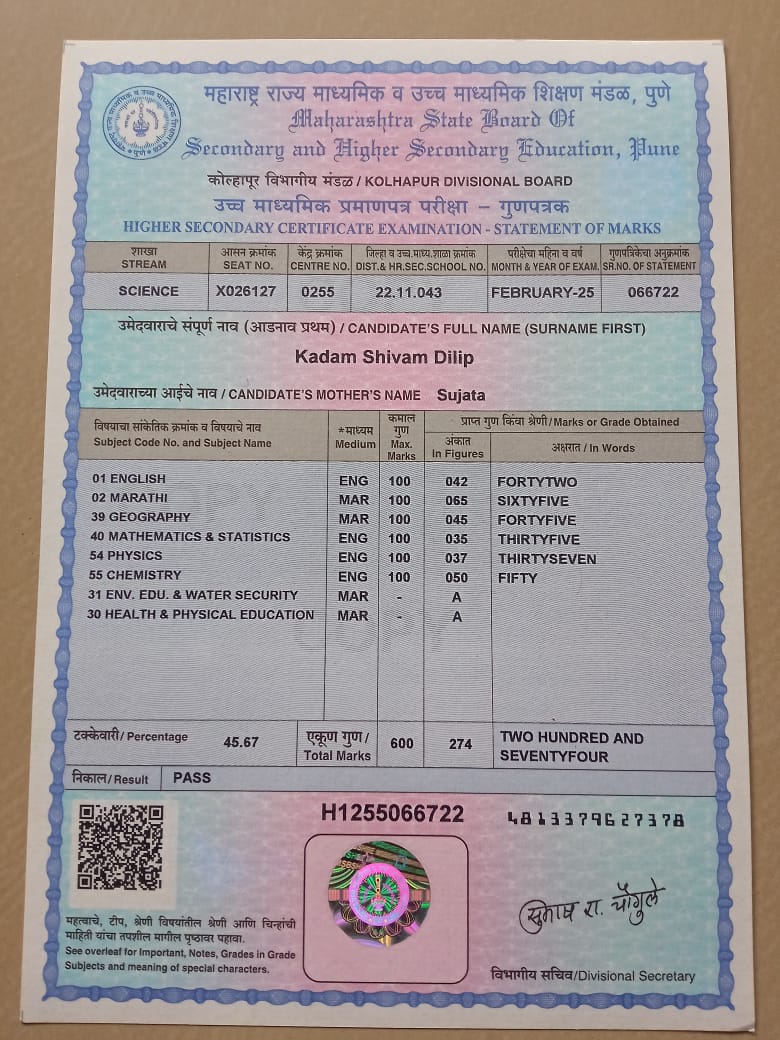 महाराष्ट्र राज्य माध्यमिक व उच्च माध्यमिक शिक्षण मंडळ, पुणे
Maharashtra State Board Of
Secondary and Higher Secondary Education, Pune
कोल्हापूर विभागीय मंडळ / KOLHAPUR DIVISIONAL BOARD
उच्च माध्यमिक प्रमाणपत्र परीक्षा – गुणपत्रक
HIGHER SECONDARY CERTIFICATE EXAMINATION - STATEMENT OF MARKS
शाखा आसन क्रमांक केंद्र क्रमांक जिल्हा व उच्च.माध्य.शाळा क्रमांक परीक्षेचा महिना व वर्ष गुणपत्रिकेचा अनुक्रमांक
STREAM SEAT NO. CENTRE NO. DIST.& HR.SEC.SCHOOL NO. MONTH & YEAR OF EXAM. SR.NO. OF STATEMENT
SCIENCE X026127 0255 22.11.043 FEBRUARY-25 066722
उमेदवाराचे संपूर्ण नाव (आडनाव प्रथम) / CANDIDATE'S FULL NAME (SURNAME FIRST)
Kadam Shivam Dilip
उमेदवाराच्या आईचे नाव / CANDIDATE'S MOTHER'S NAME Sujata
विषयाचा सांकेतिक क्रमांक व विषयाचे नाव
Subject Code No. and Subject Name
*माध्यम
Medium
कमाल
गुण
Max.
Marks
प्राप्त गुण किंवा श्रेणी/Marks or Grade Obtained
अंकात
In Figures
अक्षरात / In Words
01 ENGLISH ENG 100 042 FORTYTWO
02 MARATHI MAR 100 065 SIXTYFIVE
39 GEOGRAPHY MAR 100 045 FORTYFIVE
40 MATHEMATICS & STATISTICS ENG 100 035 THIRTYFIVE
54 PHYSICS ENG 100 037 THIRTYSEVEN
55 CHEMISTRY ENG 100 050 FIFTY
31 ENV. EDU. & WATER SECURITY MAR - A
30 HEALTH & PHYSICAL EDUCATION MAR - A
COPY
टक्केवारी/ Percentage 45.67
एकूण गुण/
Total Marks
600 274
TWO HUNDRED AND
SEVENTYFOUR
निकाल/Result PASS
H1255066722
4813379627378
महत्वाचे, टीप, श्रेणी विषयांतील श्रेणी आणि चिन्हांची
माहिती यांचा तपशील मागील पृष्ठावर पहावा.
See overleaf for Important, Notes, Grades in Grade
Subjects and meaning of special characters.
सुभाष रा. चौगुले
विभागीय सचिव/Divisional Secretary